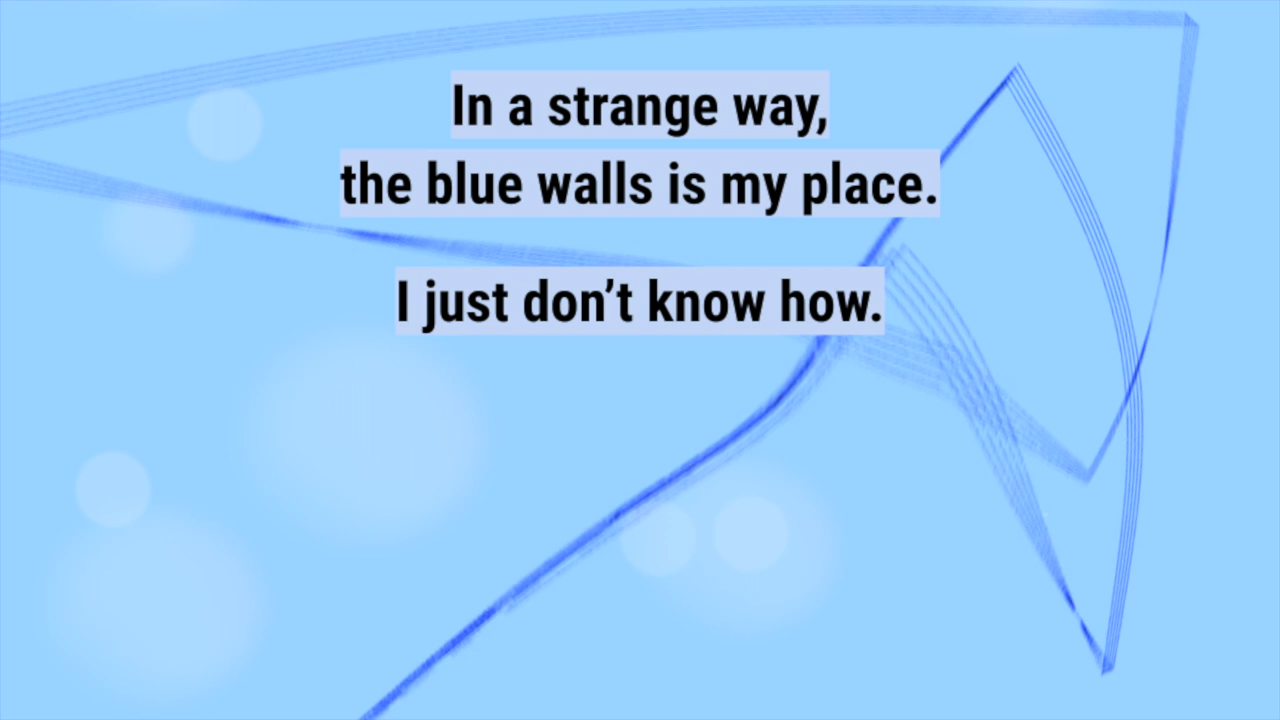 In a strange way,
the blue walls is my place.
I just don’t know how.